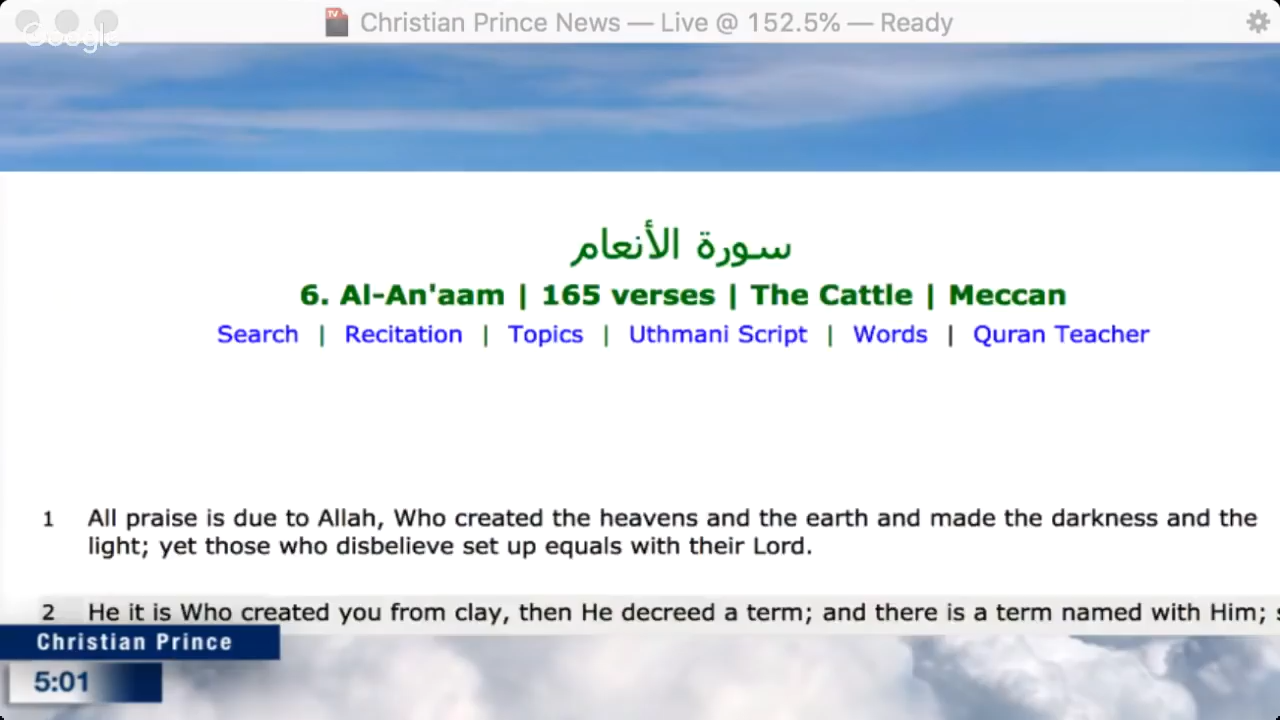 Christian Prince News — Live @ 152.5% — Ready
Google
سورة الأنعام
6. Al-An'aam | 165 verses | The Cattle | Meccan
Search | Recitation | Topics | Uthmani Script | Words | Quran Teacher
1 All praise is due to Allah, Who created the heavens and the earth and made the darkness and the
light; yet those who disbelieve set up equals with their Lord.
2 He it is Who created you from clay, then He decreed a term; and there is a term named with Him;
Christian Prince
5:01